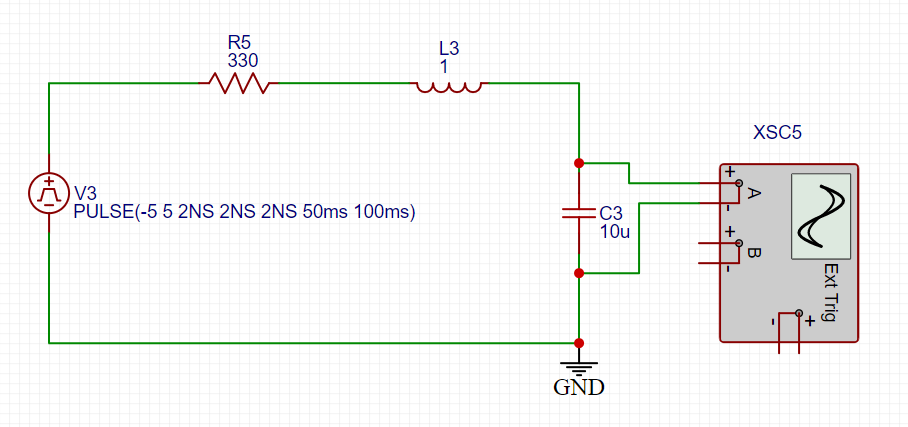 R5
330
L3
1
XSC5
V3
PULSE(-5 5 2NS 2NS 2NS 50ms 100ms)
C3
10u
+
A
-
+
B
-
Ext Trig
-
+
GND